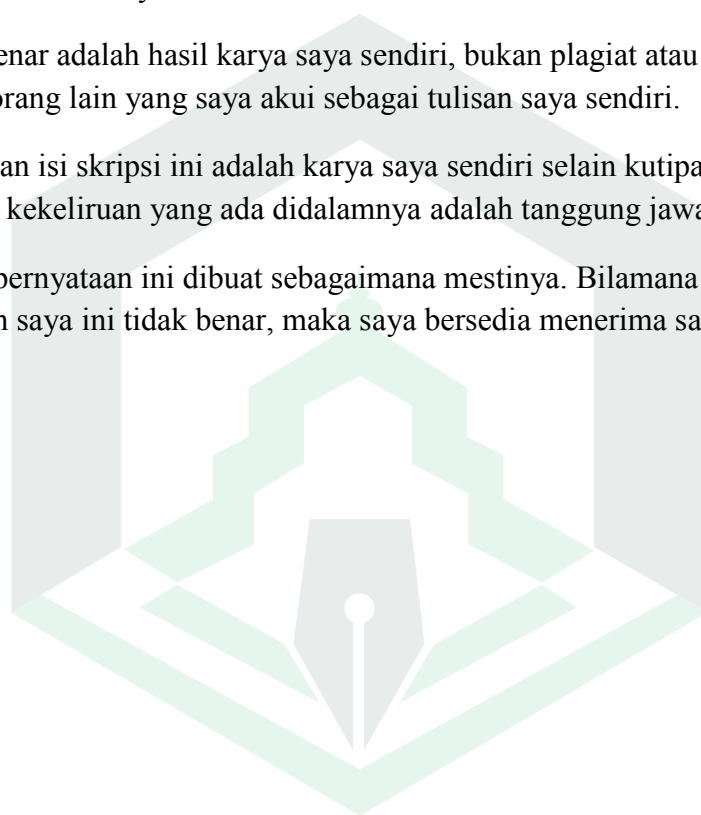 enar adalah hasil karya saya sendiri, bukan plagiat atau
orang lain yang saya akui sebagai tulisan saya sendiri.
an isi skripsi ini adalah karya saya sendiri selain kutipa
kekeliruan yang ada didalamnya adalah tanggung jawa
pernyataan ini dibuat sebagaimana mestinya. Bilamana
saya ini tidak benar, maka saya bersedia menerima sa